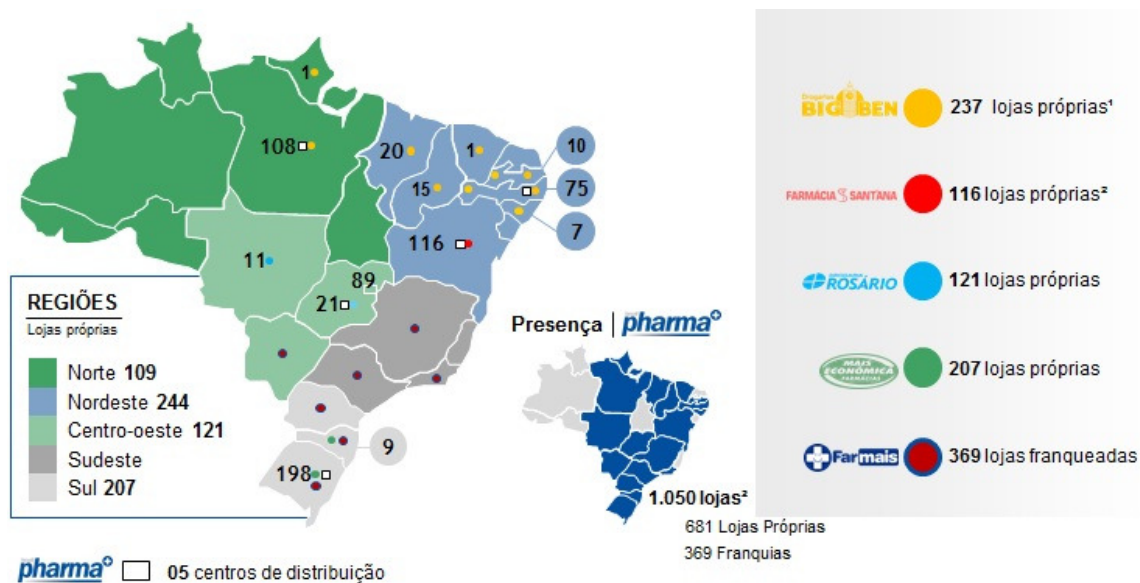 1
108
20
1
10
15
75
7
116
11
89
21
9
198
REGIÕES
Lojas próprias
Norte 109
Nordeste 244
Centro-oeste 121
Sudeste
Sul 207
pharma+
05 centros de distribuição
Presença | pharma+
1.050 lojas²
681 Lojas Próprias
369 Franquias
Drogarias
BIG BEN
237 lojas próprias¹
FARMÁCIA SANTANA
116 lojas próprias²
ROSÁRIO
121 lojas próprias
MAIS
ECONÔMICA
FARMÁCIAS
207 lojas próprias
Farmais
369 lojas franqueadas